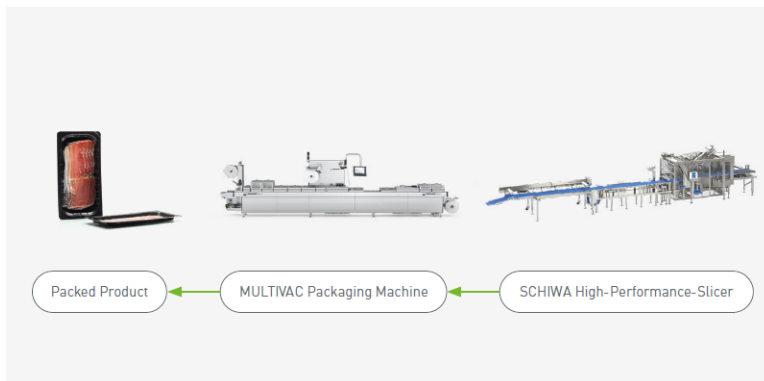 Packed Product
MULTIVAC Packaging Machine
SCHIWA High-Performance-Slicer